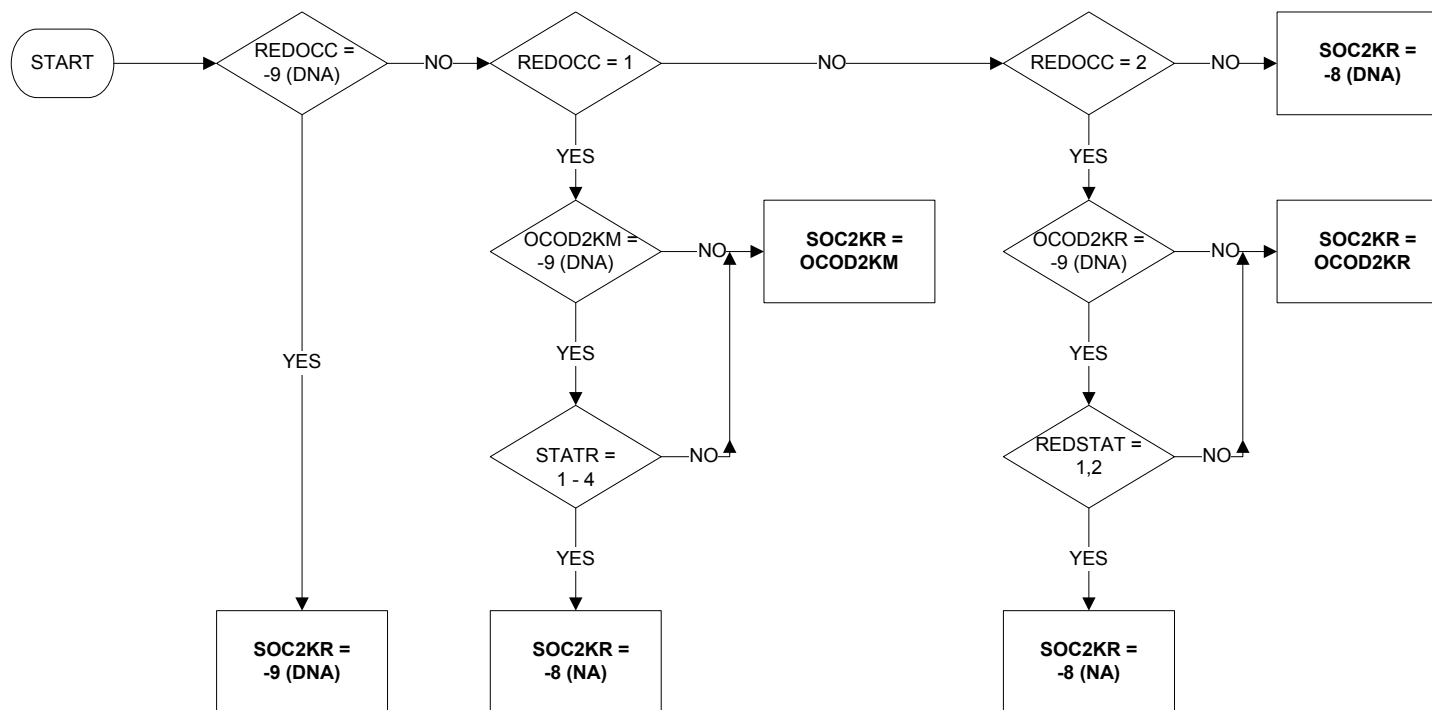 START
REDOCC =
-9 (DNA)
NO
REDOCC = 1
NO
REDOCC = 2
NO
SOC2KR =
-8 (DNA)
YES
YES
YES
OCOD2KM =
-9 (DNA)
NO
SOC2KR =
OCOD2KM
OCOD2KR =
-9 (DNA)
NO
SOC2KR =
OCOD2KR
YES
YES
STATR =
1 - 4
NO
REDSTAT =
1,2
NO
YES
YES
SOC2KR =
-9 (DNA)
SOC2KR =
-8 (NA)
SOC2KR =
-8 (NA)